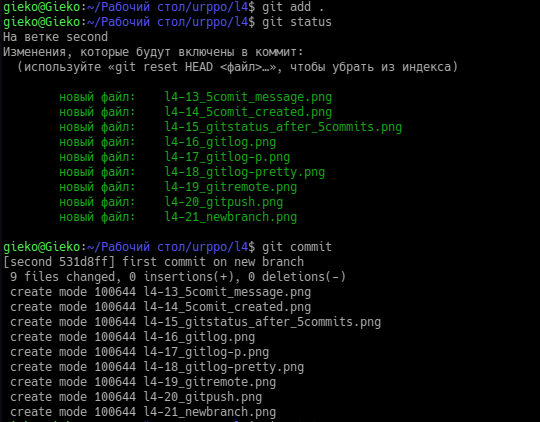 gieko@Gieko:~/Рабочий стол/urppo/l4$ git add .
gieko@Gieko:~/Рабочий стол/urppo/l4$ git status
На ветке second
Изменения, которые будут включены в коммит:
  (используйте «git reset HEAD <файл>…», чтобы убрать из индекса)

        новый файл:    l4-13_5comit_message.png
        новый файл:    l4-14_5comit_created.png
        новый файл:    l4-15_gitstatus_after_5commits.png
        новый файл:    l4-16_gitlog.png
        новый файл:    l4-17_gitlog-p.png
        новый файл:    l4-18_gitlog-pretty.png
        новый файл:    l4-19_gitremote.png
        новый файл:    l4-20_gitpush.png
        новый файл:    l4-21_newbranch.png

gieko@Gieko:~/Рабочий стол/urppo/l4$ git commit
[second 531d8ff] first commit on new branch
 9 files changed, 0 insertions(+), 0 deletions(-)
 create mode 100644 l4-13_5comit_message.png
 create mode 100644 l4-14_5comit_created.png
 create mode 100644 l4-15_gitstatus_after_5commits.png
 create mode 100644 l4-16_gitlog.png
 create mode 100644 l4-17_gitlog-p.png
 create mode 100644 l4-18_gitlog-pretty.png
 create mode 100644 l4-19_gitremote.png
 create mode 100644 l4-20_gitpush.png
 create mode 100644 l4-21_newbranch.png